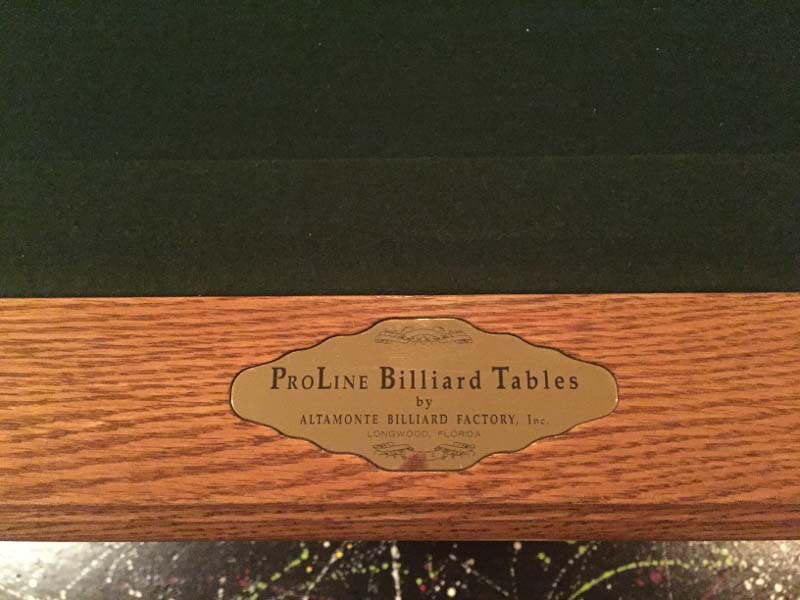 PROLINE Billiard Tables
by
ALTAMONTE BILLIARD FACTORY, Inc.
LONGWOOD, FLORIDA